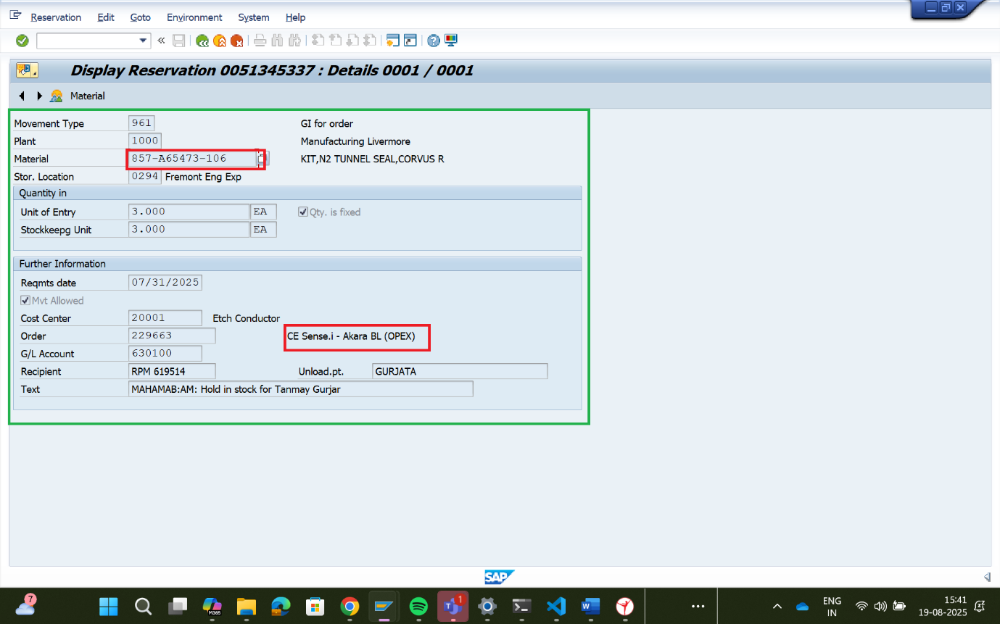 Reservation Edit Goto Environment System Help
Display Reservation 0051345337 : Details 0001 / 0001
Material
Movement Type 961 GI for order
Plant 1000 Manufacturing Livermore
Material 857-A65473-106 KIT,N2 TUNNEL SEAL,CORVUS R
Stor. Location 0294 Fremont Eng Exp
Quantity in
Unit of Entry 3.000 EA Qty. is fixed
Stockkeepg Unit 3.000 EA
Further Information
Reqmts date 07/31/2025
Mvt Allowed
Cost Center 20001 Etch Conductor
Order 229663 CE Sense.i - Akara BL (OPEX)
G/L Account 630100
Recipient RPM 619514 Unload.pt. GURJATA
Text MAHAMAB:AM: Hold in stock for Tanmay Gurjar
SAP
7 M365 T 1 W ENG 15:41
IN 19-08-2025